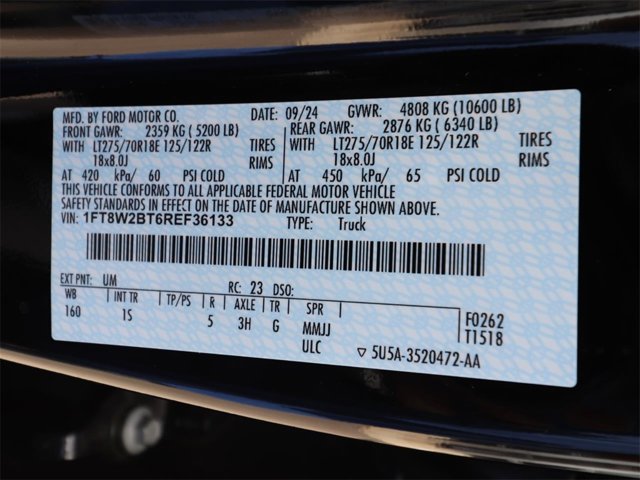 MFD. BY FORD MOTOR CO. DATE: 09/24 GVWR: 4808 KG (10600 LB)
FRONT GAWR: 2359 KG (5200 LB) REAR GAWR: 2876 KG (6340 LB)
WITH LT275/70R18E 125/122R TIRES WITH LT275/70R18E 125/122R TIRES
18x8.0J RIMS 18x8.0J RIMS
AT 420 kPa/ 60 PSI COLD AT 450 kPa/ 65 PSI COLD
THIS VEHICLE CONFORMS TO ALL APPLICABLE FEDERAL MOTOR VEHICLE
SAFETY STANDARDS IN EFFECT ON THE DATE OF MANUFACTURE SHOWN ABOVE.
VIN: 1FT8W2BT6REF36133 TYPE: Truck
EXT PNT: UM RC: 23 DSO:
WB INT TR TP/PS R AXLE TR SPR F0262
160 1S 5 3H G MMJJ T1518
ULC ▽ 5U5A-3520472-AA